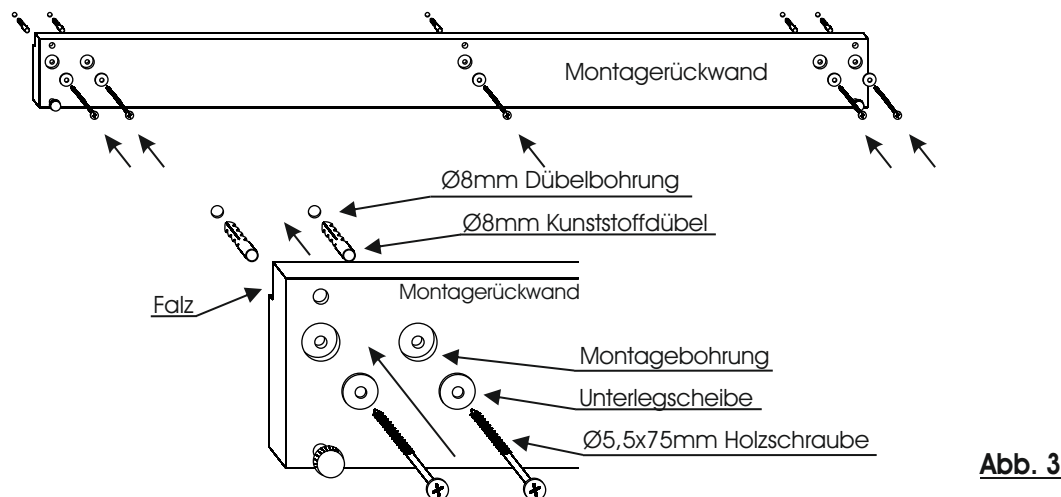 Montagerückwand
Ø8mm Dübelbohrung
Ø8mm Kunststoffdübel
Falz
Montagerückwand
Montagebohrung
Unterlegscheibe
Ø5,5x75mm Holzschraube
Abb. 3